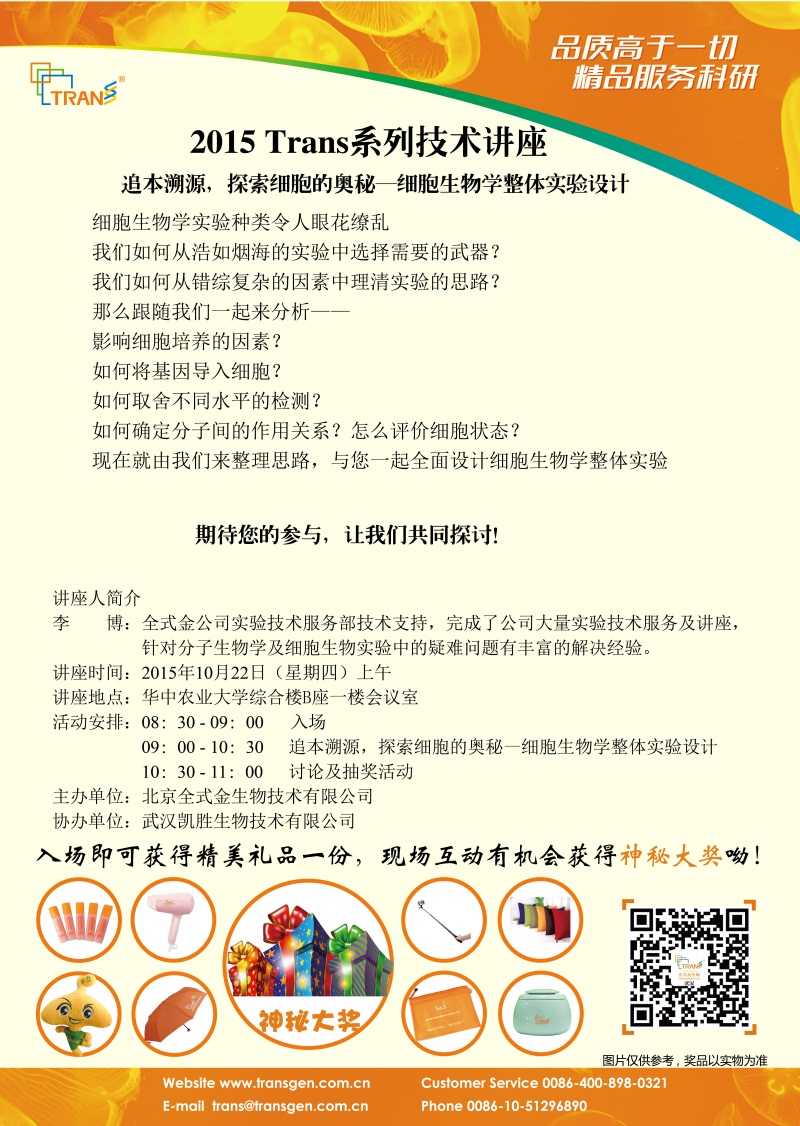 品质高于一切
精品服务科研
TRANS®
2015 Trans系列技术讲座
追本溯源，探索细胞的奥秘—细胞生物学整体实验设计
细胞生物学实验种类令人眼花缭乱
我们如何从浩如烟海的实验中选择需要的武器？
我们如何从错综复杂的因素中理清实验的思路？
那么跟随我们一起来分析——
影响细胞培养的因素？
如何将基因导入细胞？
如何取舍不同水平的检测？
如何确定分子间的作用关系？怎么评价细胞状态？
现在就由我们来整理思路，与您一起全面设计细胞生物学整体实验
期待您的参与，让我们共同探讨！
讲座人简介
李　博：全式金公司实验技术服务部技术支持，完成了公司大量实验技术服务及讲座，
针对分子生物学及细胞生物实验中的疑难问题有丰富的解决经验。
讲座时间：2015年10月22日（星期四）上午
讲座地点：华中农业大学综合楼B座一楼会议室
活动安排：08：30 - 09：00　入场
09：00 - 10：30　追本溯源，探索细胞的奥秘—细胞生物学整体实验设计
10：30 - 11：00　讨论及抽奖活动
主办单位：北京全式金生物技术有限公司
协办单位：武汉凯胜生物技术有限公司
入场即可获得精美礼品一份，现场互动有机会获得神秘大奖呦！
神秘大奖
TRANS
全式金生物
图片仅供参考，奖品以实物为准
Website www.transgen.com.cn　Customer Service 0086-400-898-0321
E-mail trans@transgen.com.cn　Phone 0086-10-51296890